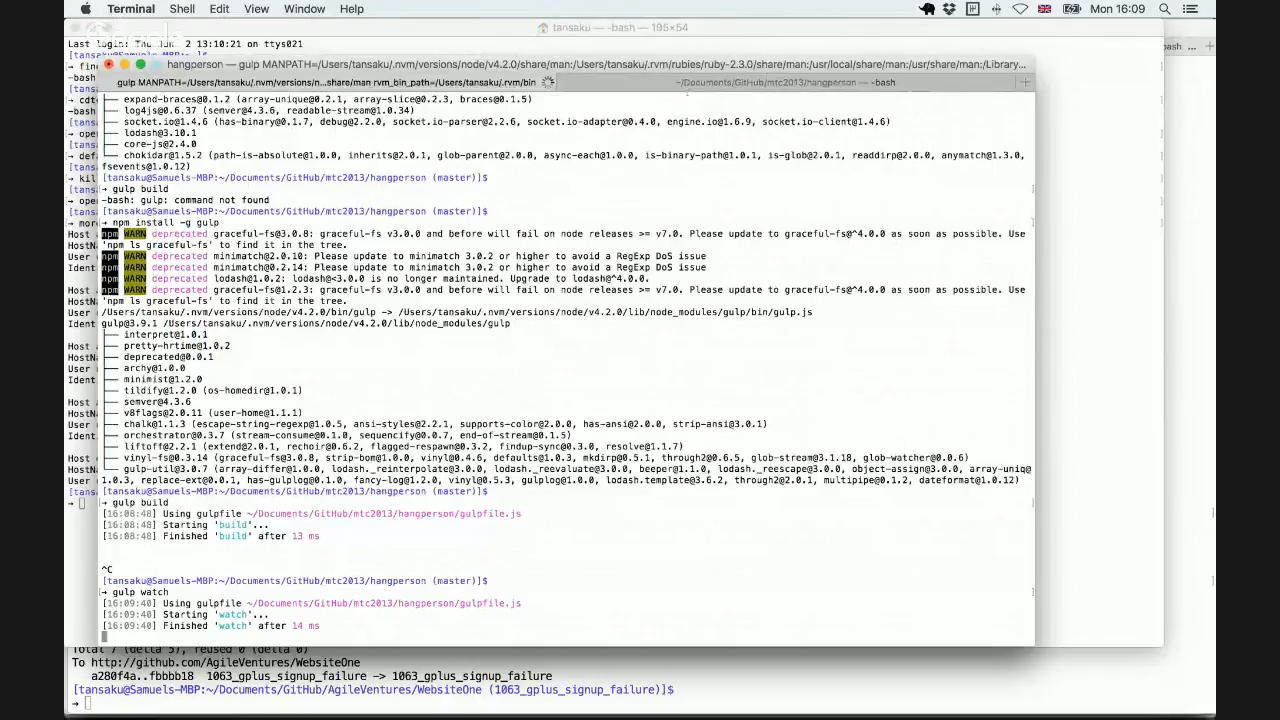 Terminal Shell Edit View Window Help Mon 16:09
tansaku — -bash — 195×54
Last login: Thu Jun 2 13:10:21 on ttys021
hangperson — gulp MANPATH=/Users/tansaku/.nvm/versions/node/v4.2.0/share/man:/Users/tansaku/.rvm/rubies/ruby-2.3.0/share/man:/usr/local/share/man:/usr/share/man:/Library...
gulp MANPATH=/Users/tansaku/.nvm/versions/n...share/man rvm_bin_path=/Users/tansaku/.rvm/bin
~/Documents/GitHub/mtc2013/hangperson — -bash
├── expand-braces@0.1.2 (array-unique@0.2.1, array-slice@0.2.3, braces@0.1.5)
├── log4js@0.6.37 (semver@4.3.6, readable-stream@1.0.34)
├── socket.io@1.4.6 (has-binary@0.1.7, debug@2.2.0, socket.io-parser@2.2.6, socket.io-adapter@0.4.0, engine.io@1.6.9, socket.io-client@1.4.6)
├── lodash@3.10.1
├── core-js@2.4.0
└── chokidar@1.5.2 (path-is-absolute@1.0.0, inherits@2.0.1, glob-parent@2.0.0, async-each@1.0.0, is-binary-path@1.0.1, is-glob@2.0.1, readdirp@2.0.0, anymatch@1.3.0,
fsevents@1.0.12)
[tansaku@Samuels-MBP:~/Documents/GitHub/mtc2013/hangperson (master)]$
→ gulp build
-bash: gulp: command not found
[tansaku@Samuels-MBP:~/Documents/GitHub/mtc2013/hangperson (master)]$
→ npm install -g gulp
npm WARN deprecated graceful-fs@3.0.8: graceful-fs v3.0.0 and before will fail on node releases >= v7.0. Please update to graceful-fs@^4.0.0 as soon as possible. Use
'npm ls graceful-fs' to find it in the tree.
npm WARN deprecated minimatch@2.0.10: Please update to minimatch 3.0.2 or higher to avoid a RegExp DoS issue
npm WARN deprecated minimatch@0.2.14: Please update to minimatch 3.0.2 or higher to avoid a RegExp DoS issue
npm WARN deprecated lodash@1.0.2: lodash@<3.0.0 is no longer maintained. Upgrade to lodash@^4.0.0.
npm WARN deprecated graceful-fs@1.2.3: graceful-fs v3.0.0 and before will fail on node releases >= v7.0. Please update to graceful-fs@^4.0.0 as soon as possible. Use
'npm ls graceful-fs' to find it in the tree.
/Users/tansaku/.nvm/versions/node/v4.2.0/bin/gulp -> /Users/tansaku/.nvm/versions/node/v4.2.0/lib/node_modules/gulp/bin/gulp.js
gulp@3.9.1 /Users/tansaku/.nvm/versions/node/v4.2.0/lib/node_modules/gulp
├── interpret@1.0.1
├── pretty-hrtime@1.0.2
├── deprecated@0.0.1
├── archy@1.0.0
├── minimist@1.2.0
├── tildify@1.2.0 (os-homedir@1.0.1)
├── semver@4.3.6
├── v8flags@2.0.11 (user-home@1.1.1)
├── chalk@1.1.3 (escape-string-regexp@1.0.5, ansi-styles@2.2.1, supports-color@2.0.0, has-ansi@2.0.0, strip-ansi@3.0.1)
├── orchestrator@0.3.7 (stream-consume@0.1.0, sequencify@0.0.7, end-of-stream@0.1.5)
├── liftoff@2.2.1 (extend@2.0.1, rechoir@0.6.2, flagged-respawn@0.3.2, findup-sync@0.3.0, resolve@1.1.7)
├── vinyl-fs@0.3.14 (graceful-fs@3.0.8, strip-bom@1.0.0, vinyl@0.4.6, defaults@1.0.3, mkdirp@0.5.1, through2@0.6.5, glob-stream@3.1.18, glob-watcher@0.0.6)
└── gulp-util@3.0.7 (array-differ@1.0.0, lodash._reinterpolate@3.0.0, lodash._reevaluate@3.0.0, beeper@1.1.0, lodash._reescape@3.0.0, object-assign@3.0.0, array-uniq@
1.0.3, replace-ext@0.0.1, has-gulplog@0.1.0, fancy-log@1.2.0, vinyl@0.5.3, gulplog@1.0.0, lodash.template@3.6.2, through2@2.0.1, multipipe@0.1.2, dateformat@1.0.12)
[tansaku@Samuels-MBP:~/Documents/GitHub/mtc2013/hangperson (master)]$
→ gulp build
[16:08:48] Using gulpfile ~/Documents/GitHub/mtc2013/hangperson/gulpfile.js
[16:08:48] Starting 'build'...
[16:08:48] Finished 'build' after 13 ms
^C
[tansaku@Samuels-MBP:~/Documents/GitHub/mtc2013/hangperson (master)]$
→ gulp watch
[16:09:40] Using gulpfile ~/Documents/GitHub/mtc2013/hangperson/gulpfile.js
[16:09:40] Starting 'watch'...
[16:09:40] Finished 'watch' after 14 ms
Total 7 (delta 5), reused 0 (delta 0)
To http://github.com/AgileVentures/WebsiteOne
a280f4a..fbbbb18 1063_gplus_signup_failure -> 1063_gplus_signup_failure
[tansaku@Samuels-MBP:~/Documents/GitHub/AgileVentures/WebsiteOne (1063_gplus_signup_failure)]$
→